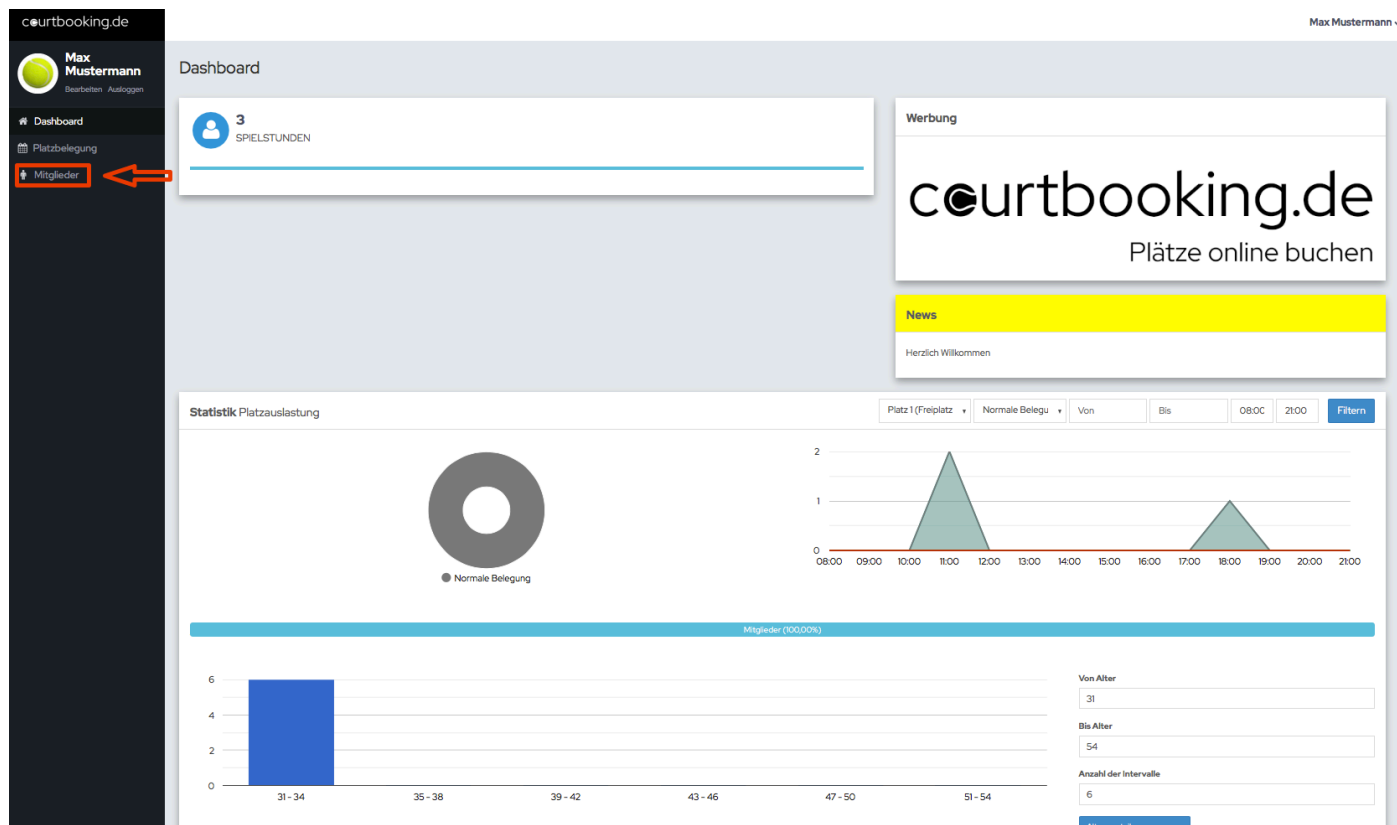 courtbooking.de
Max Mustermann
Max
Mustermann
Bearbeiten Ausloggen
Dashboard
Platzbelegung
Mitglieder
Dashboard
3
SPIELSTUNDEN
Werbung
courtbooking.de
Plätze online buchen
News
Herzlich Willkommen
Statistik Platzauslastung
Platz 1 (Freiplatz
Normale Belegu
Von
Bis
08:00
21:00
Filtern
Normale Belegung
2
1
0
08:00 09:00 10:00 11:00 12:00 13:00 14:00 15:00 16:00 17:00 18:00 19:00 20:00 21:00
Mitglieder (100,00%)
6
4
2
0
31 - 34 35 - 38 39 - 42 43 - 46 47 - 50 51 - 54
Von Alter
31
Bis Alter
54
Anzahl der Intervalle
6